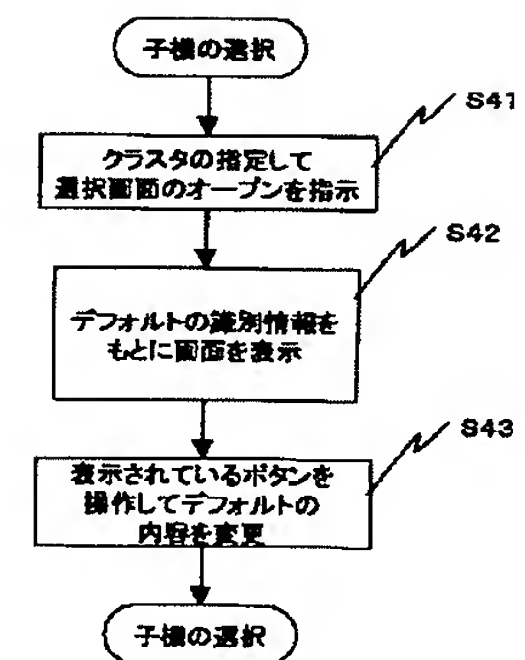 子機の選択
S41
クラスタの指定して
選択画面のオープンを指示
S42
デフォルトの識別情報を
もとに画面を表示
S43
表示されているボタンを
操作してデフォルトの
内容を変更
子機の選択